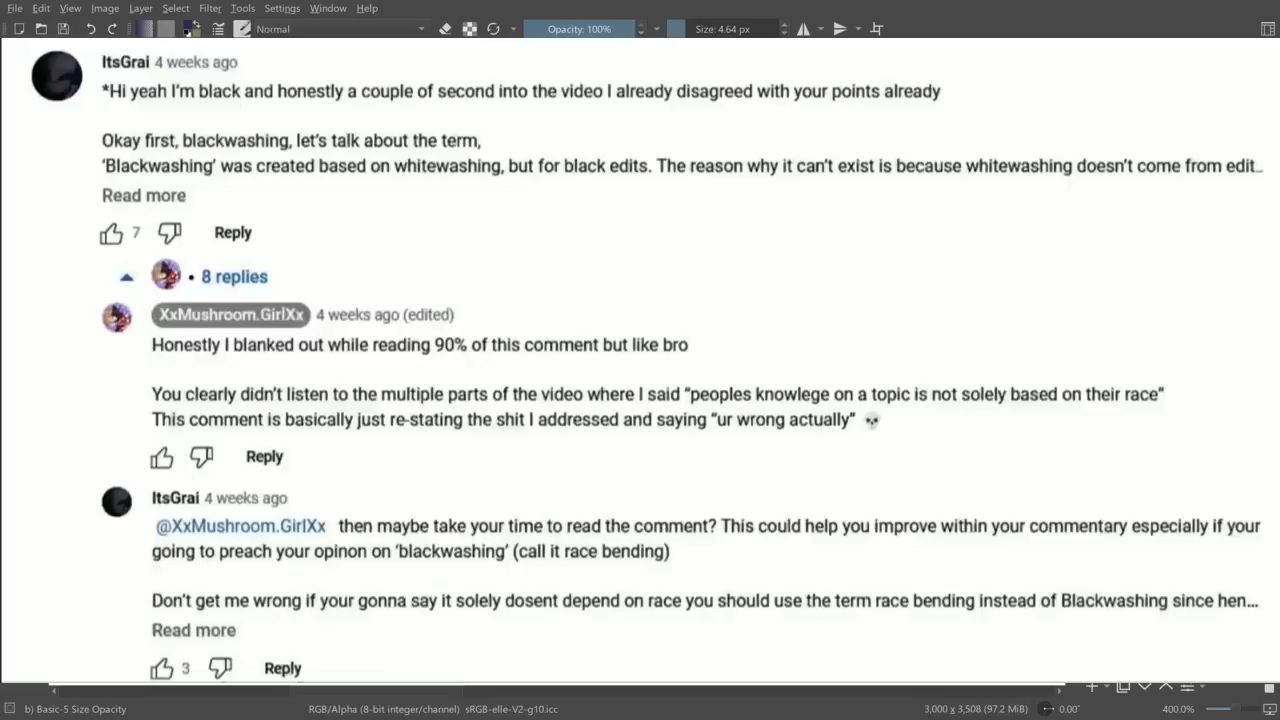 File Edit View Image Layer Select Filter Tools Settings Window Help
Normal Opacity: 100% Size: 4.64 px
ItsGrai 4 weeks ago
*Hi yeah I'm black and honestly a couple of second into the video I already disagreed with your points already
Okay first, blackwashing, let's talk about the term,
'Blackwashing' was created based on whitewashing, but for black edits. The reason why it can't exist is because whitewashing doesn't come from edit...
Read more
7 Reply
• 8 replies
XxMushroom.GirlXx 4 weeks ago (edited)
Honestly I blanked out while reading 90% of this comment but like bro
You clearly didn't listen to the multiple parts of the video where I said "peoples knowlege on a topic is not solely based on their race"
This comment is basically just re-stating the shit I addressed and saying "ur wrong actually" 💀
Reply
ItsGrai 4 weeks ago
@XxMushroom.GirlXx then maybe take your time to read the comment? This could help you improve within your commentary especially if your
going to preach your opinon on 'blackwashing' (call it race bending)
Don't get me wrong if your gonna say it solely dosent depend on race you should use the term race bending instead of Blackwashing since hen...
Read more
3 Reply
b) Basic-5 Size Opacity RGB/Alpha (8-bit integer/channel) sRGB-elle-V2-g10.icc 3,000 x 3,508 (97.2 MiB) 0.00° 400.0%